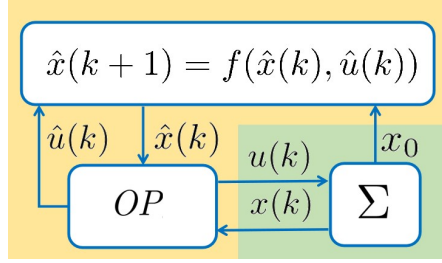 x̂(k + 1) = f(x̂(k), û(k))
û(k) x̂(k) u(k) x₀
OP x(k) Σ